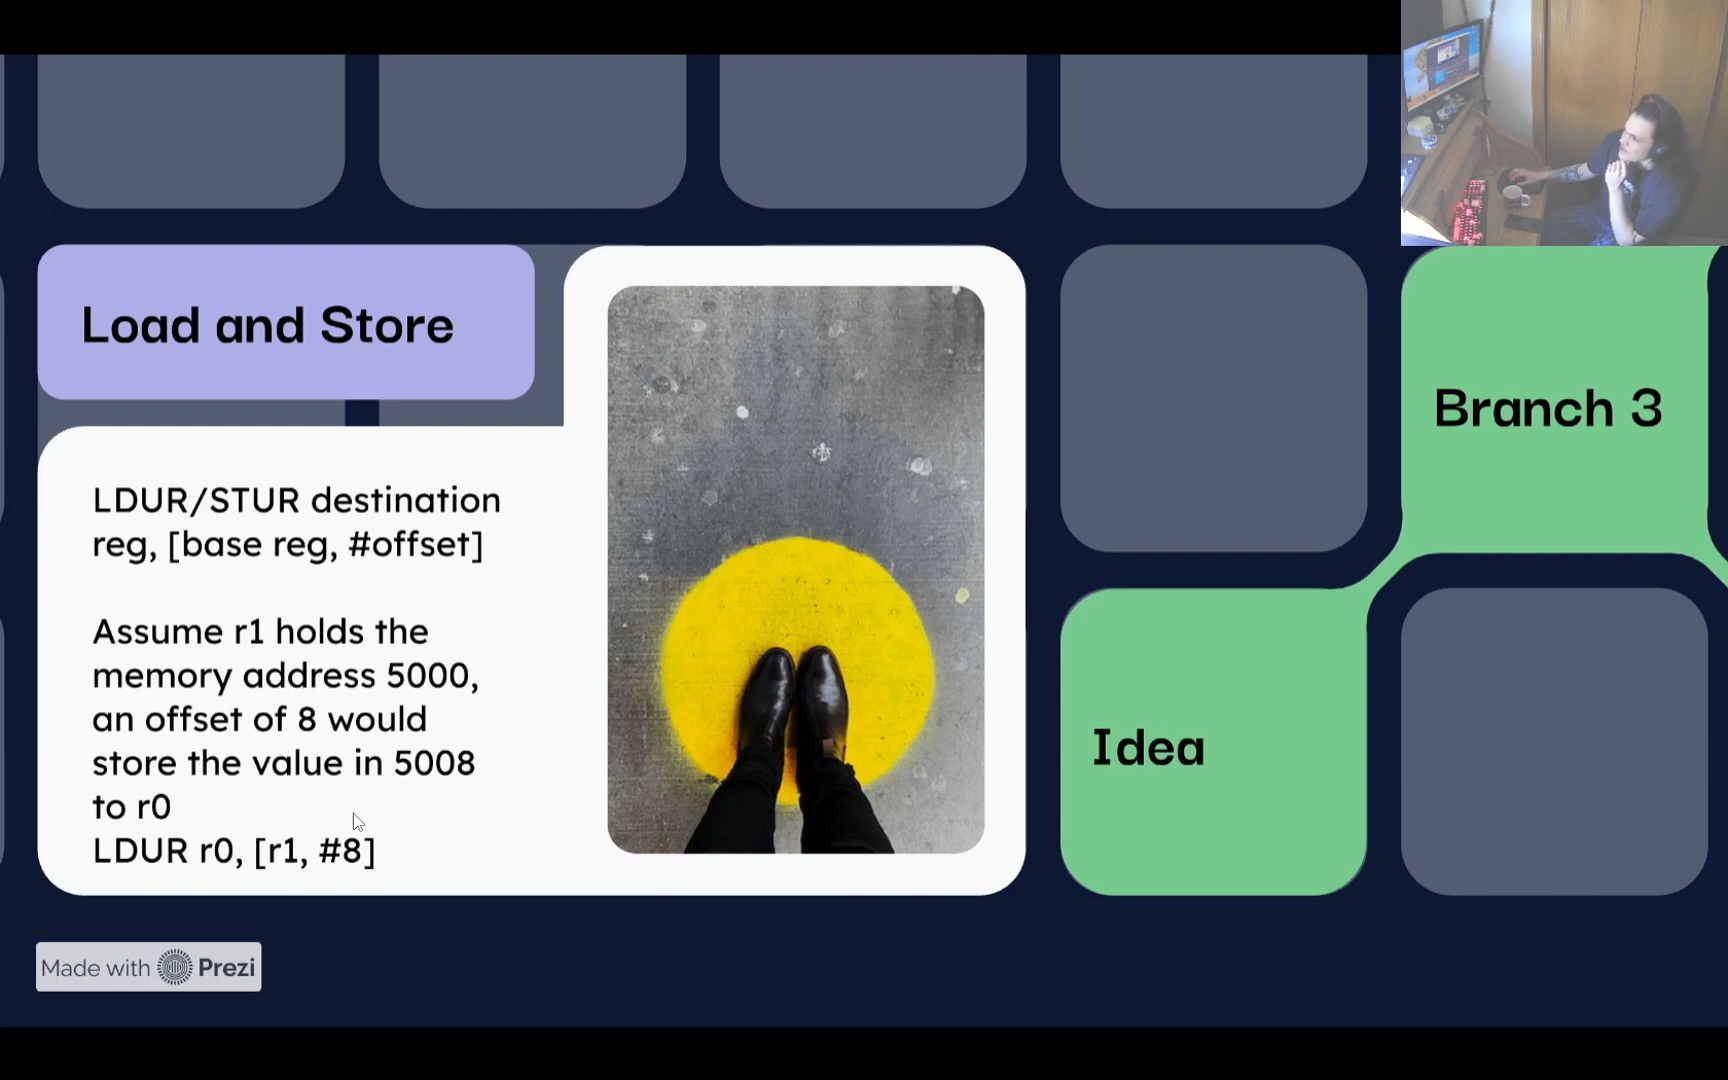 Load and Store
LDUR/STUR destination
reg, [base reg, #offset]
Assume r1 holds the
memory address 5000,
an offset of 8 would
store the value in 5008
to r0
LDUR r0, [r1, #8]
Branch 3
Idea
Made with Prezi